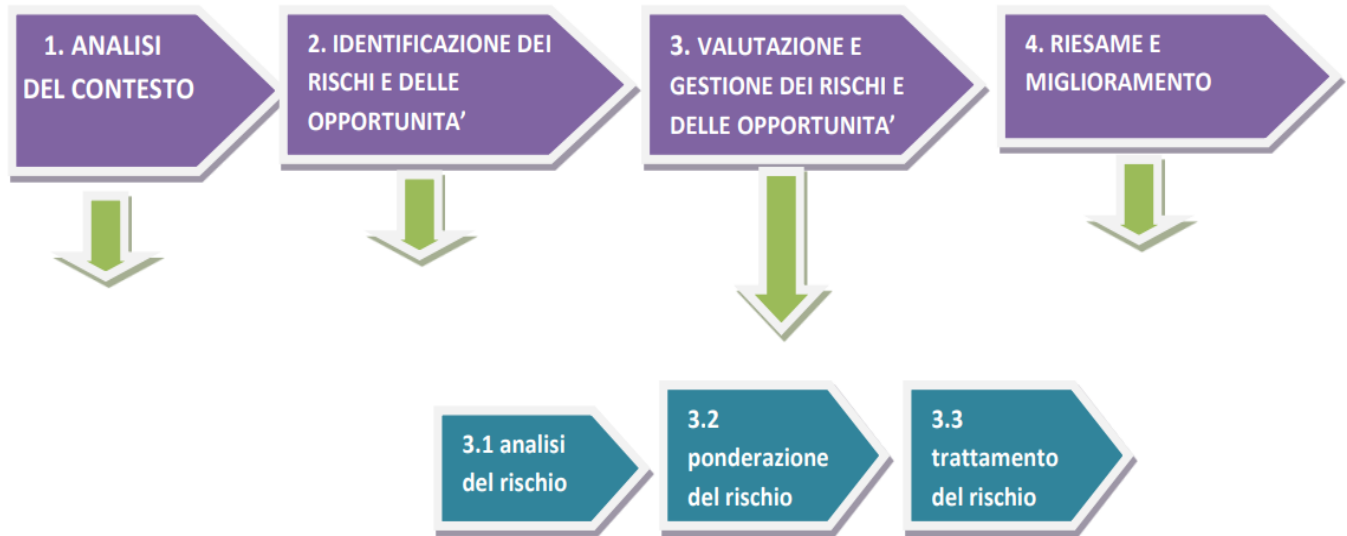 1. ANALISI
DEL CONTESTO
2. IDENTIFICAZIONE DEI
RISCHI E DELLE
OPPORTUNITA’
3. VALUTAZIONE E
GESTIONE DEI RISCHI E
DELLE OPPORTUNITA’
4. RIESAME E
MIGLIORAMENTO
3.1 analisi
del rischio
3.2
ponderazione
del rischio
3.3
trattamento
del rischio